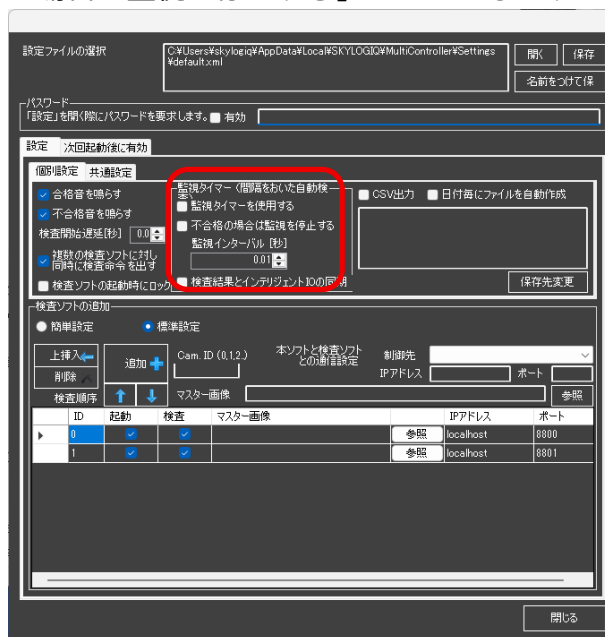 設定ファイルの選択
C:¥Users¥skylogiq¥AppData¥Local¥SKYLOGIQ¥MultiController¥Settings
¥default.xml
開く
保存
名前をつけて保
パスワード
「設定」を開く際にパスワードを要求します。
有効
設定
次回起動後に有効
個別設定
共通設定
合格音を鳴らす
不合格音を鳴らす
検査開始遅延[秒]
0.0
複数の検査ソフトに対し
同時に検査命令を出す
検査ソフトの起動時にロック
監視タイマー（間隔をおいた自動検
監視タイマーを使用する
不合格の場合は監視を停止する
監視インターバル [秒]
0.01
検査結果とインテリジェントIOの同期
CSV出力
日付毎にファイルを自動作成
保存先変更
検査ソフトの追加
簡単設定
標準設定
上挿入
削除
検査順序
追加
Cam. ID (0,1,2.)
本ソフトと検査ソフト
との通信設定
制御先
IPアドレス
ポート
マスター画像
参照
ID 起動 検査 マスター画像 IPアドレス ポート
0 参照 localhost 8800
1 参照 localhost 8801
閉じる